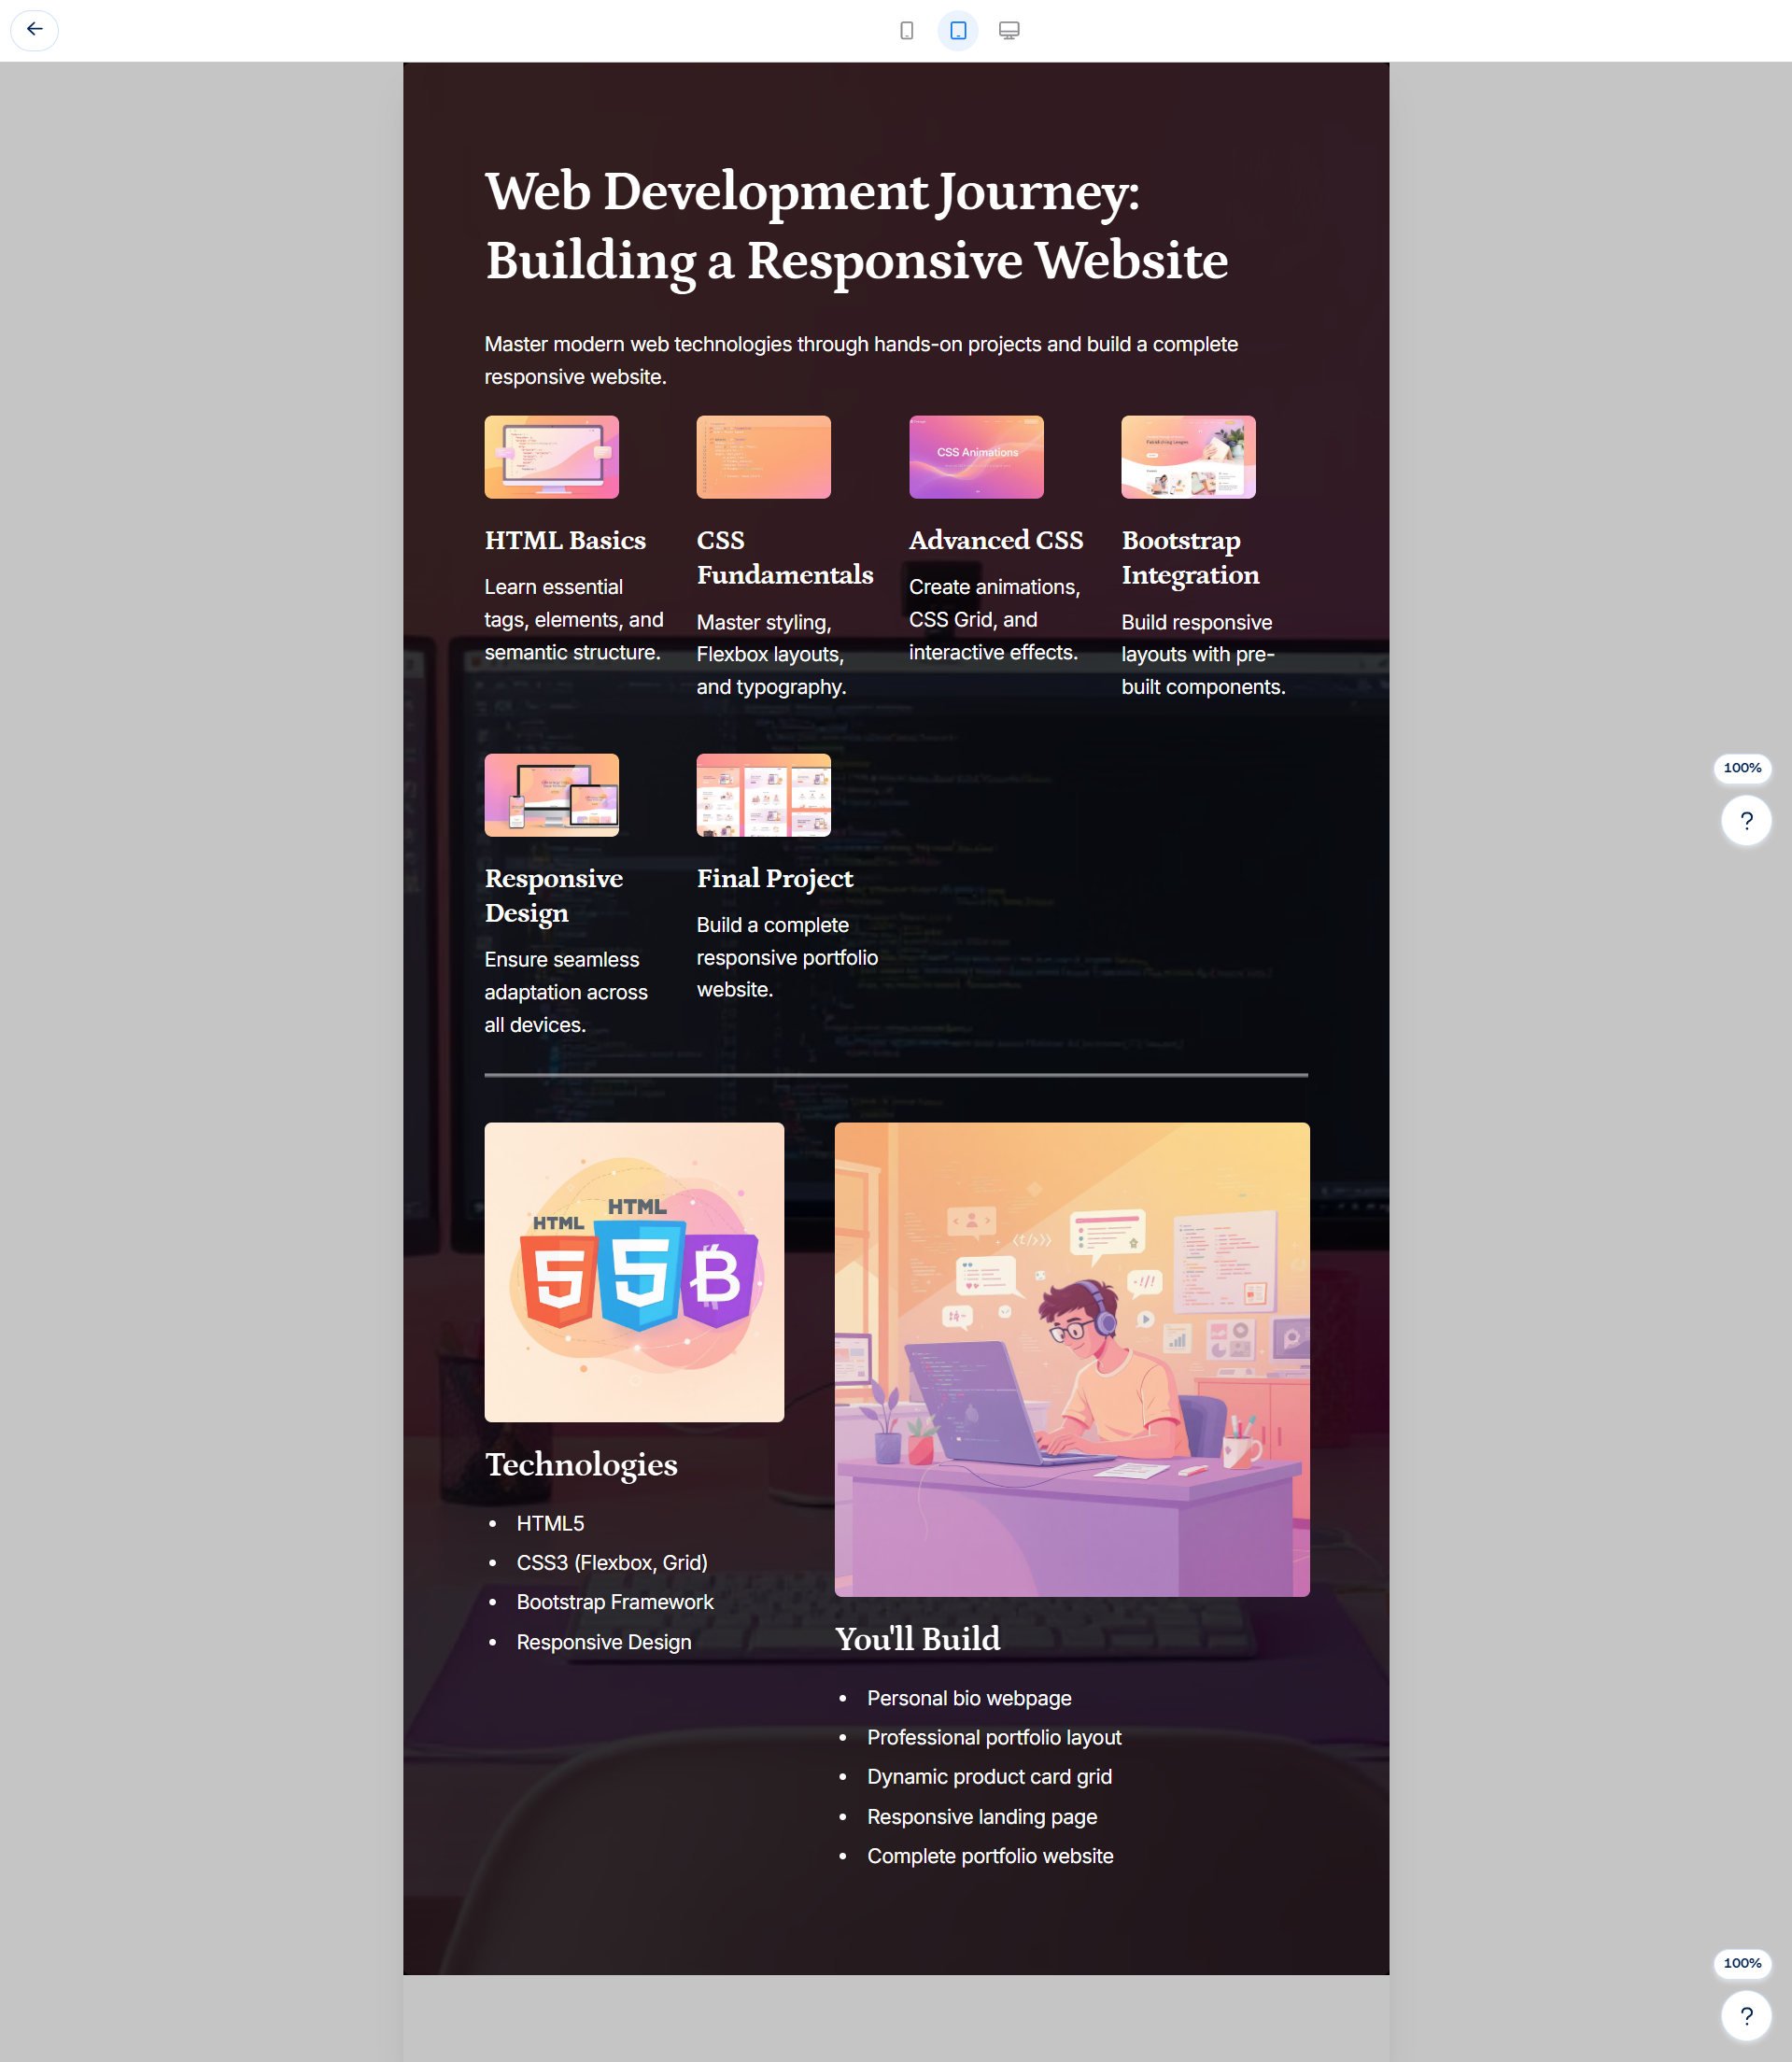 Web Development Journey:
Building a Responsive Website
Master modern web technologies through hands-on projects and build a complete
responsive website.
CSS Animations
HTML Basics
Learn essential
tags, elements, and
semantic structure.
CSS
Fundamentals
Master styling,
Flexbox layouts,
and typography.
Advanced CSS
Create animations,
CSS Grid, and
interactive effects.
Bootstrap
Integration
Build responsive
layouts with pre-
built components.
100%
?
Responsive
Design
Ensure seamless
adaptation across
all devices.
Final Project
Build a complete
responsive portfolio
website.
HTML
HTML
5
5
B
Technologies
• HTML5
• CSS3 (Flexbox, Grid)
• Bootstrap Framework
• Responsive Design
You'll Build
• Personal bio webpage
• Professional portfolio layout
• Dynamic product card grid
• Responsive landing page
• Complete portfolio website
100%
?